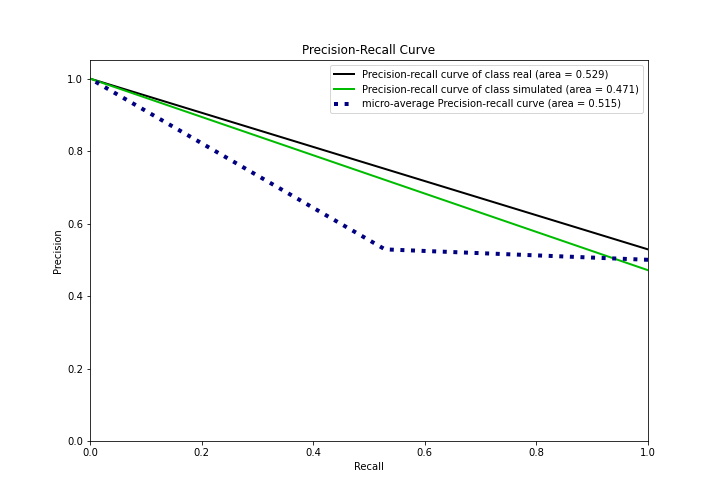 Precision-Recall Curve
Precision-recall curve of class real (area = 0.529)
Precision-recall curve of class simulated (area = 0.471)
micro-average Precision-recall curve (area = 0.515)
Precision
1.0
0.8
0.6
0.4
0.2
0.0
0.0 0.2 0.4 0.6 0.8 1.0
Recall